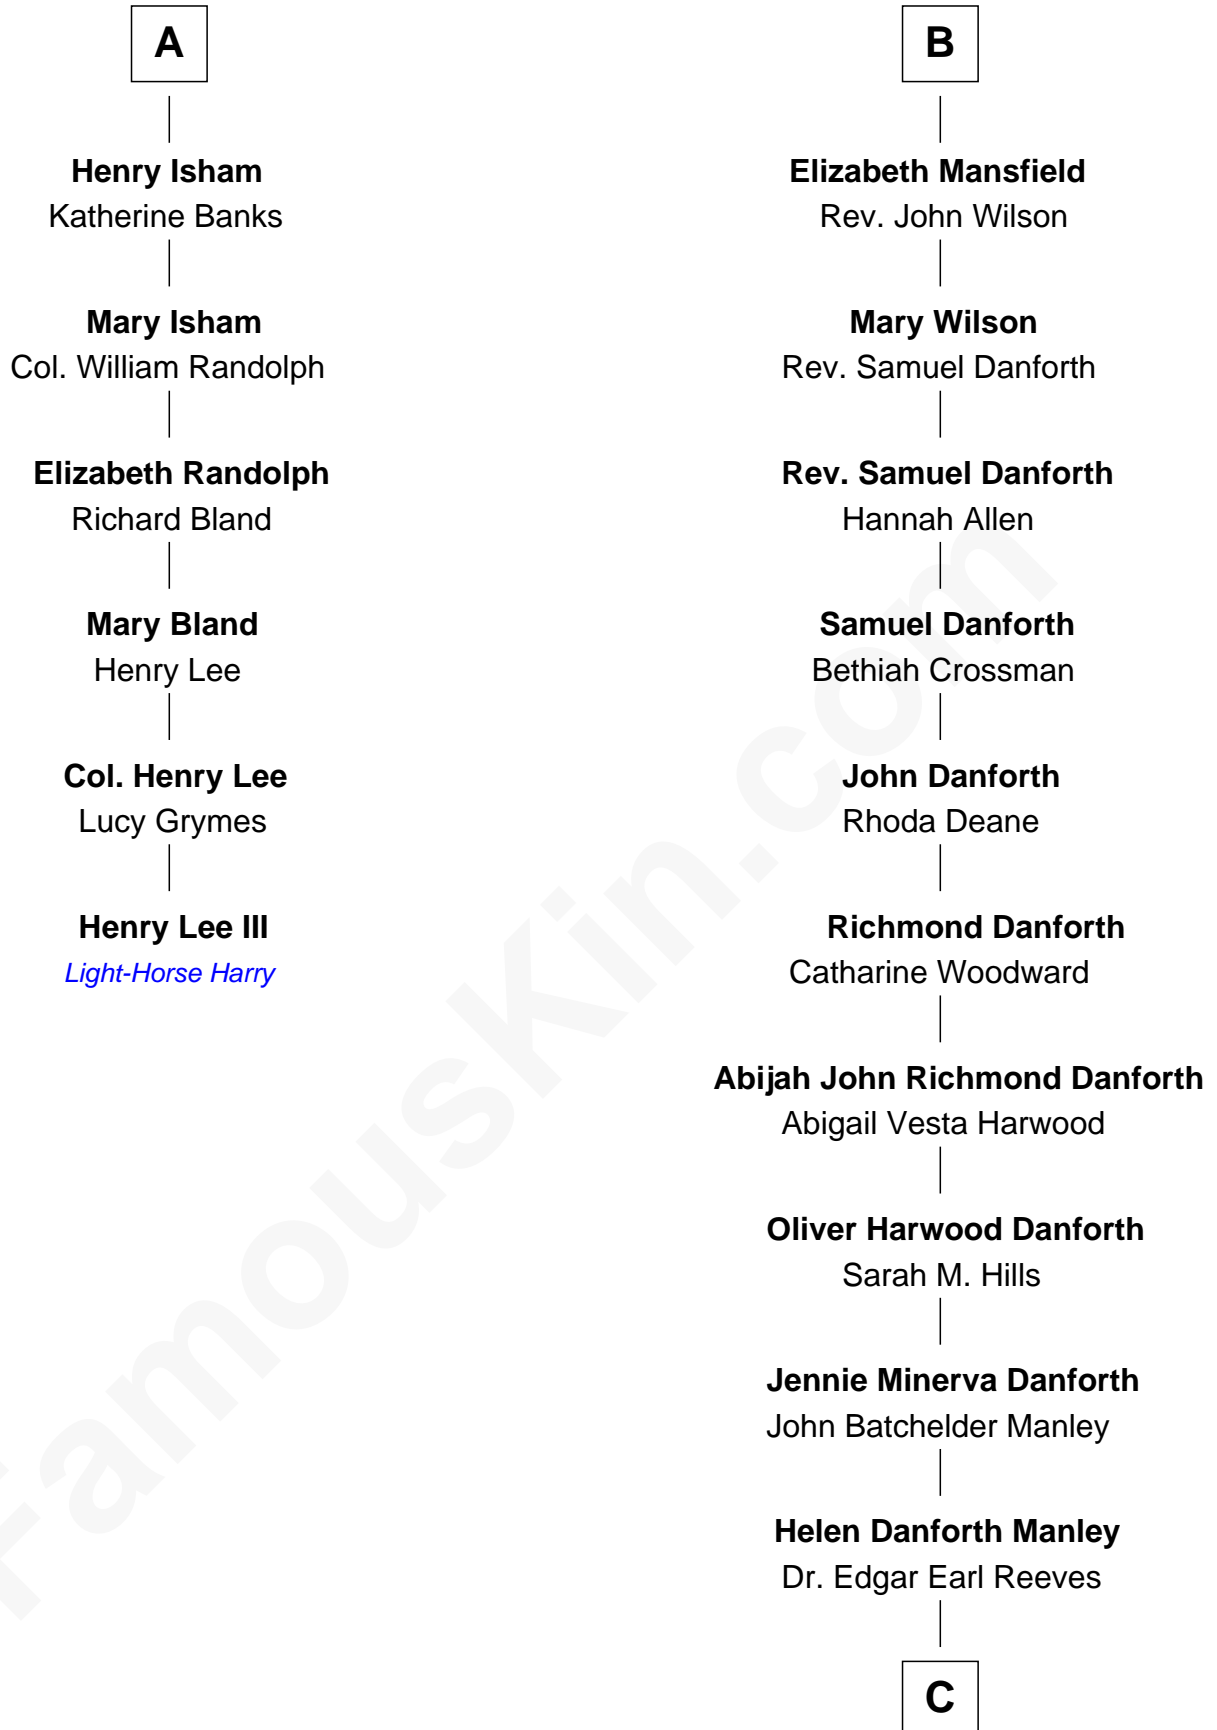 A
Henry Isham
Katherine Banks
Mary Isham
Col. William Randolph
Elizabeth Randolph
Richard Bland
Mary Bland
Henry Lee
Col. Henry Lee
Lucy Grymes
Henry Lee III
Light-Horse Harry
B
Elizabeth Mansfield
Rev. John Wilson
Mary Wilson
Rev. Samuel Danforth
Rev. Samuel Danforth
Hannah Allen
Samuel Danforth
Bethiah Crossman
John Danforth
Rhoda Deane
Richmond Danforth
Catharine Woodward
Abijah John Richmond Danforth
Abigail Vesta Harwood
Oliver Harwood Danforth
Sarah M. Hills
Jennie Minerva Danforth
John Batchelder Manley
Helen Danforth Manley
Dr. Edgar Earl Reeves
C
FamousKin.com